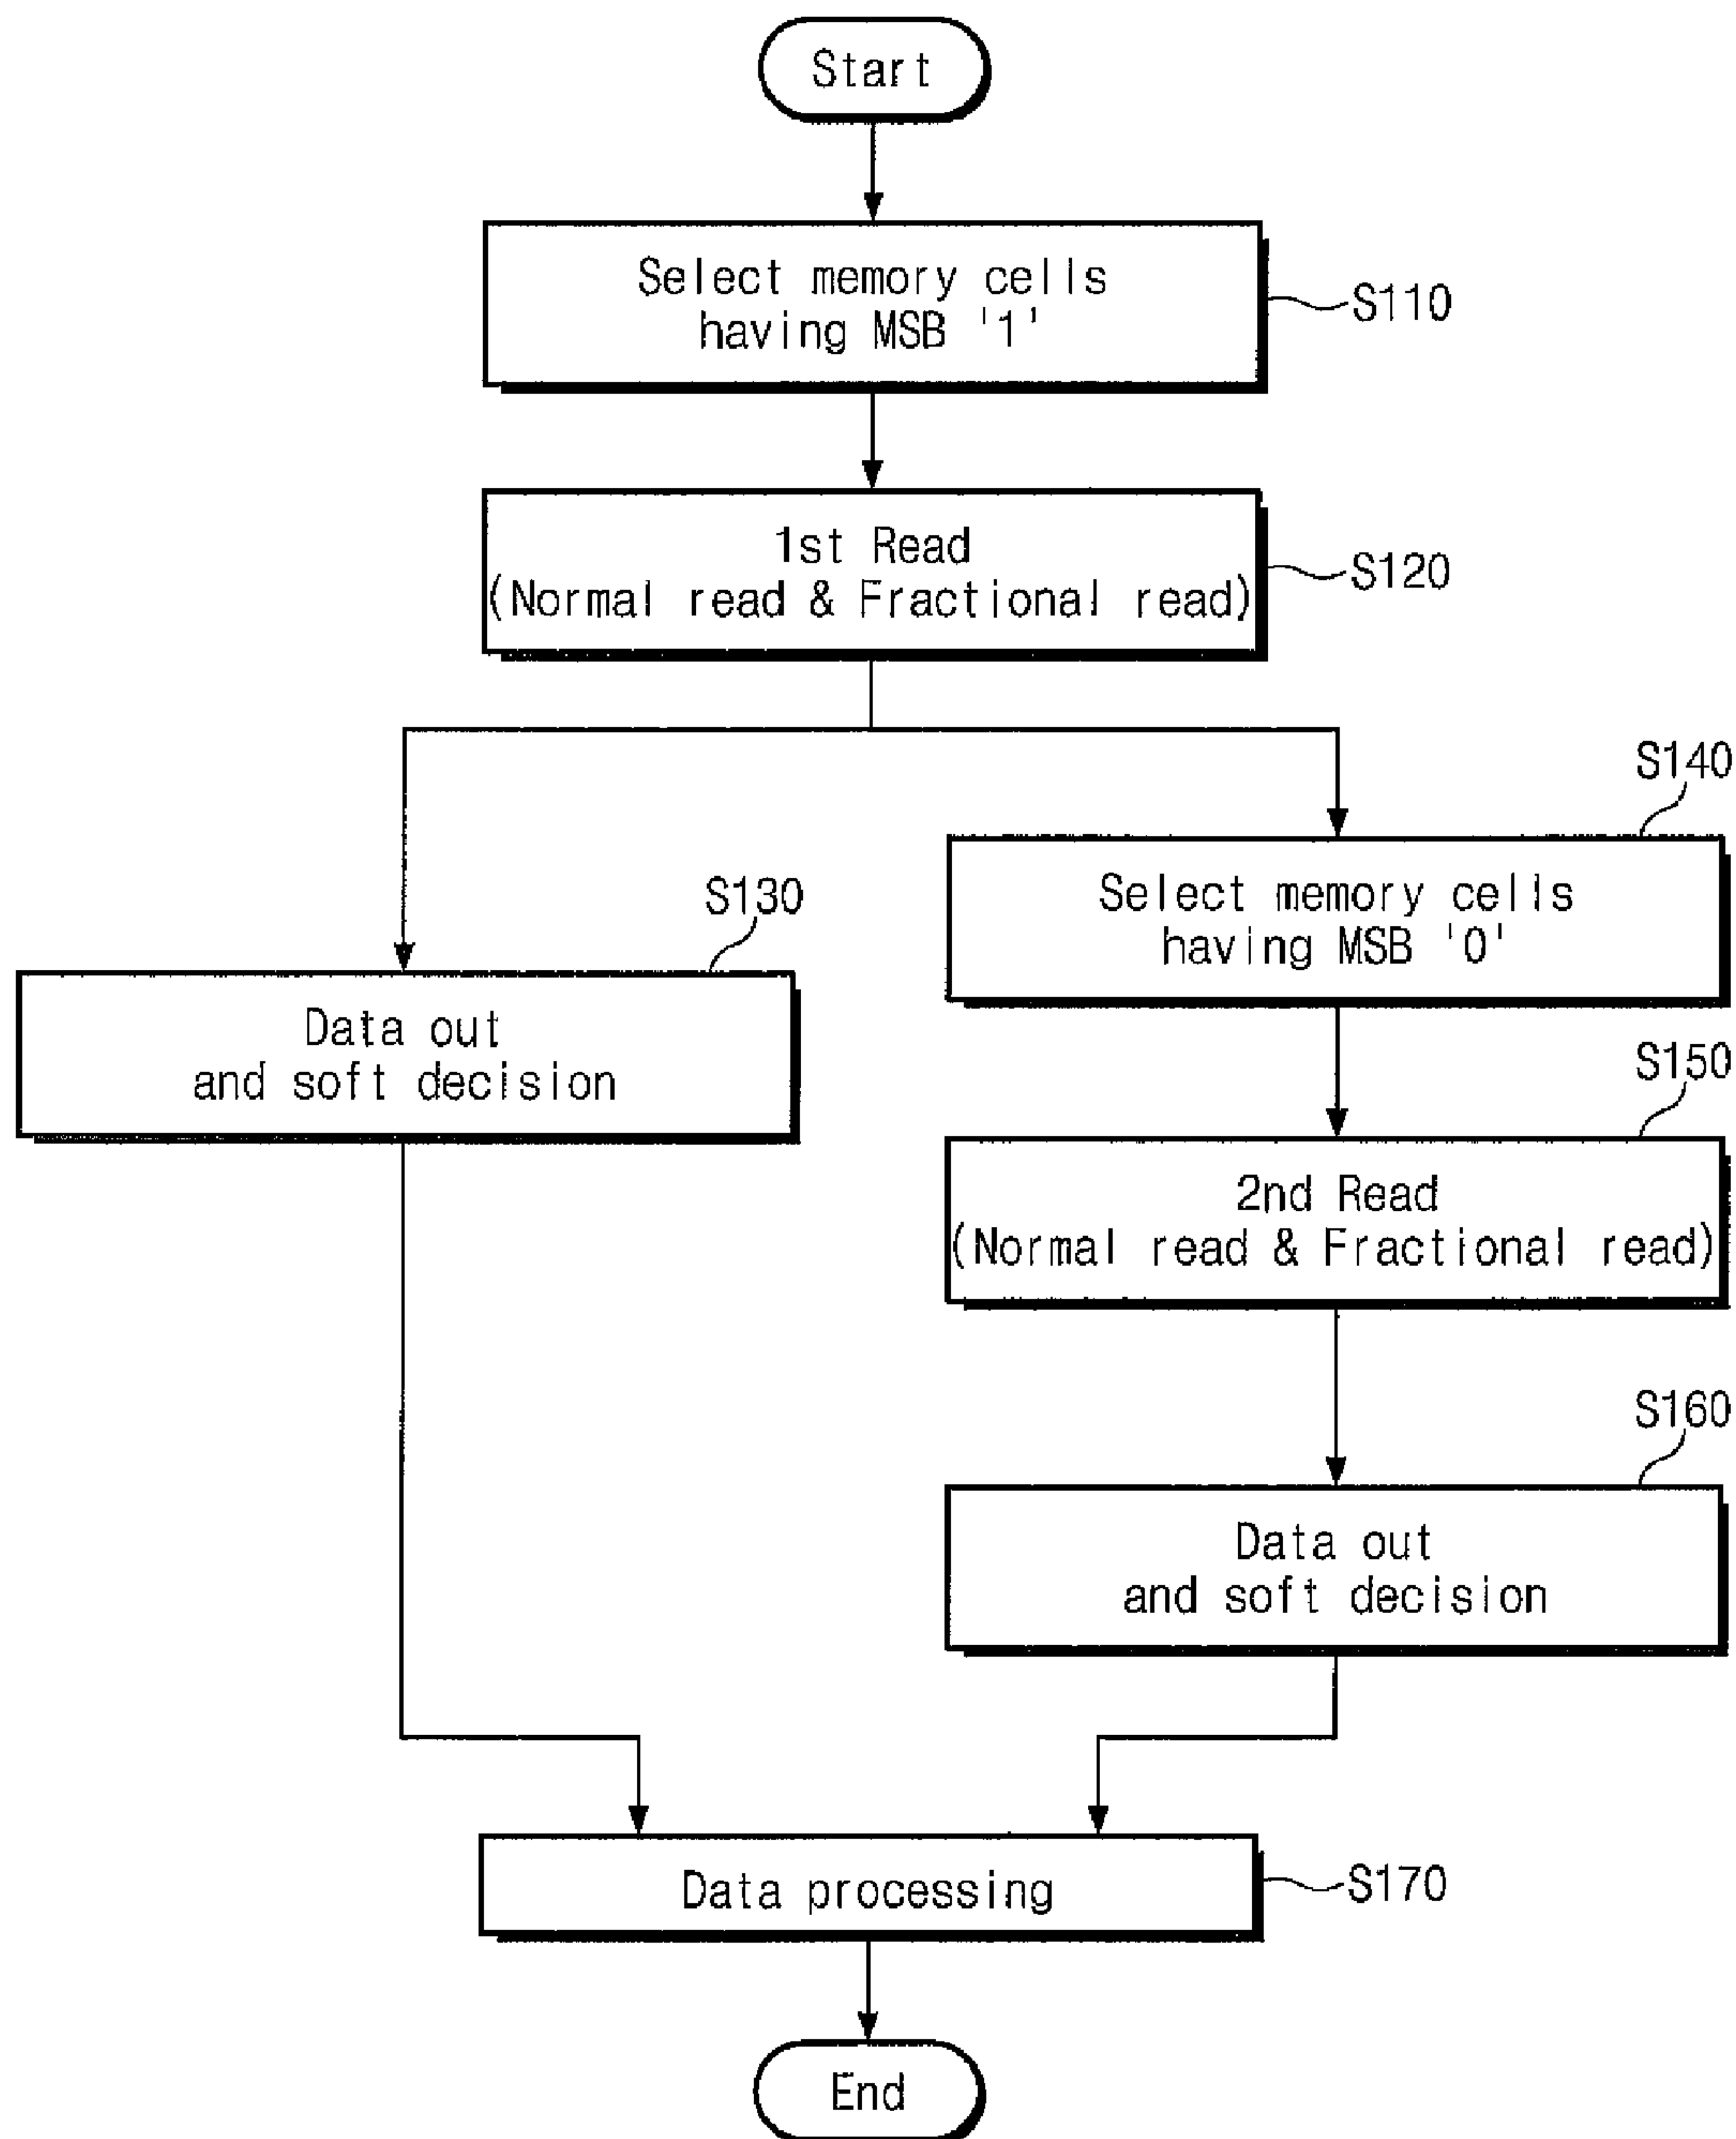 Start
Select memory cells
having MSB '1'
S110
1st Read
(Normal read & Fractional read)
S120
S140
Select memory cells
having MSB '0'
S130
Data out
and soft decision
S150
2nd Read
(Normal read & Fractional read)
S160
Data out
and soft decision
Data processing
S170
End